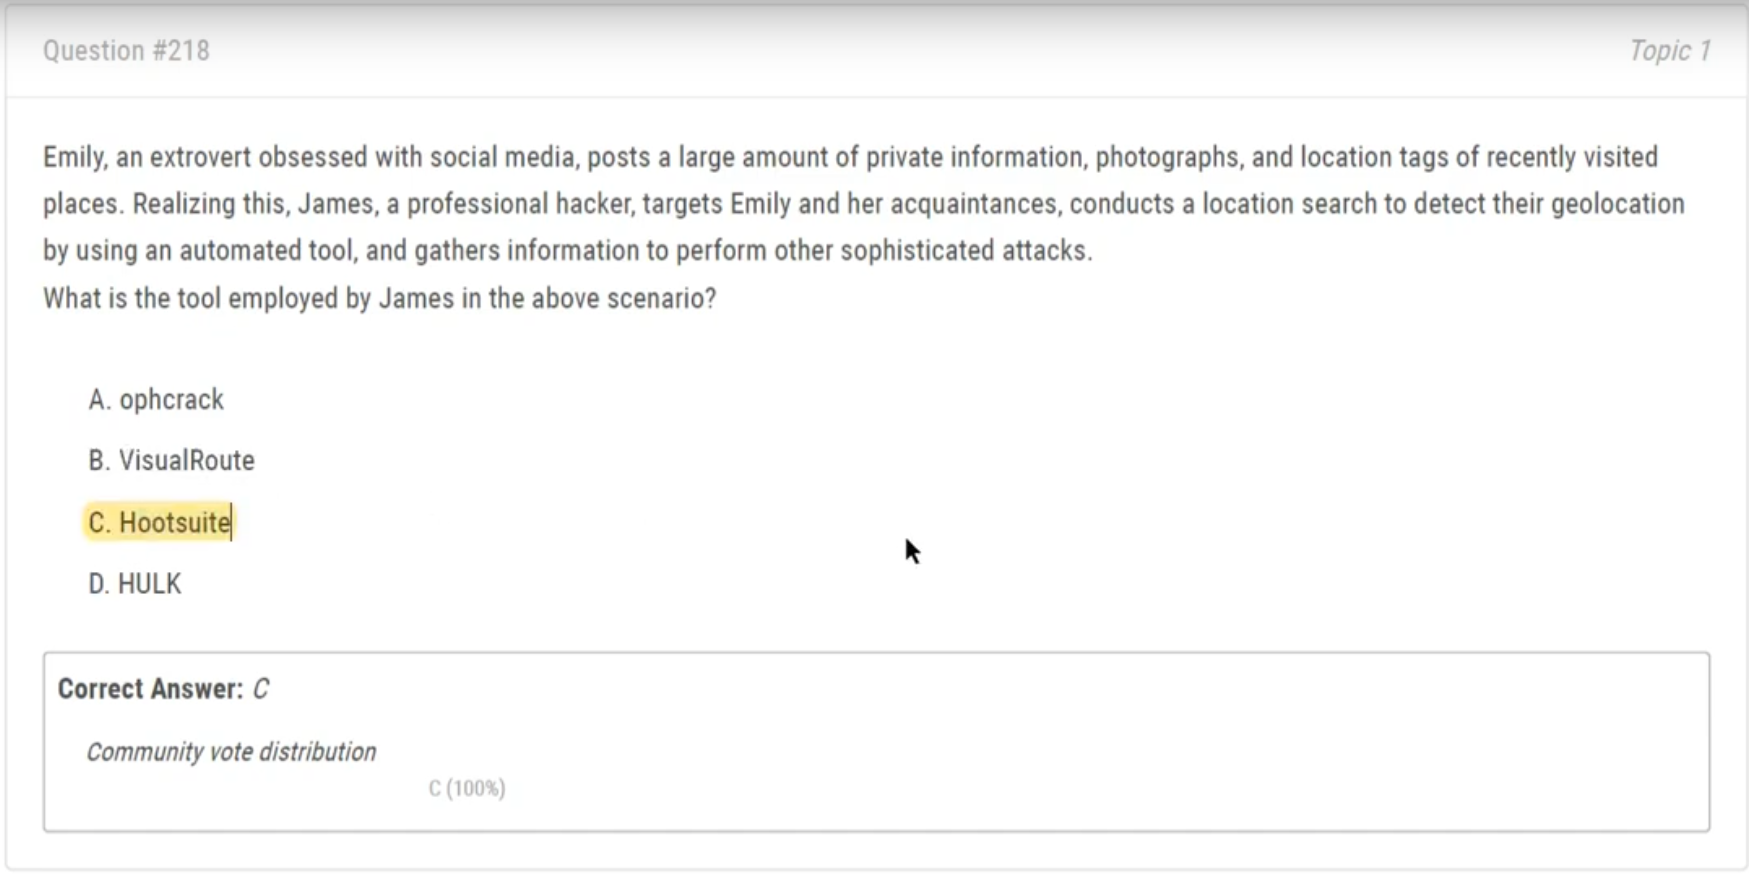 Question #218
Topic 1
Emily, an extrovert obsessed with social media, posts a large amount of private information, photographs, and location tags of recently visited
places. Realizing this, James, a professional hacker, targets Emily and her acquaintances, conducts a location search to detect their geolocation
by using an automated tool, and gathers information to perform other sophisticated attacks.
What is the tool employed by James in the above scenario?
A. ophcrack
B. VisualRoute
C. Hootsuite
D. HULK
Correct Answer: C
Community vote distribution
C (100%)